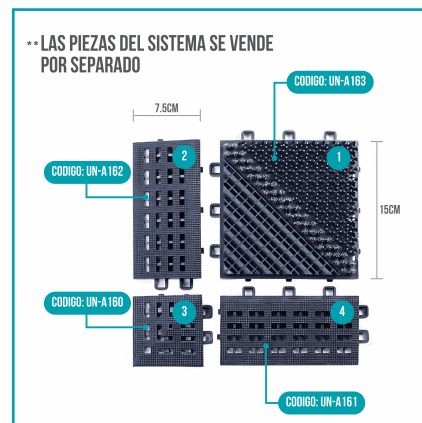 ** LAS PIEZAS DEL SISTEMA SE VENDE
POR SEPARADO
CODIGO: UN-A163
7.5CM
2
1
CODIGO: UN-A162
15CM
CODIGO: UN-A160
3
4
CODIGO: UN-A161